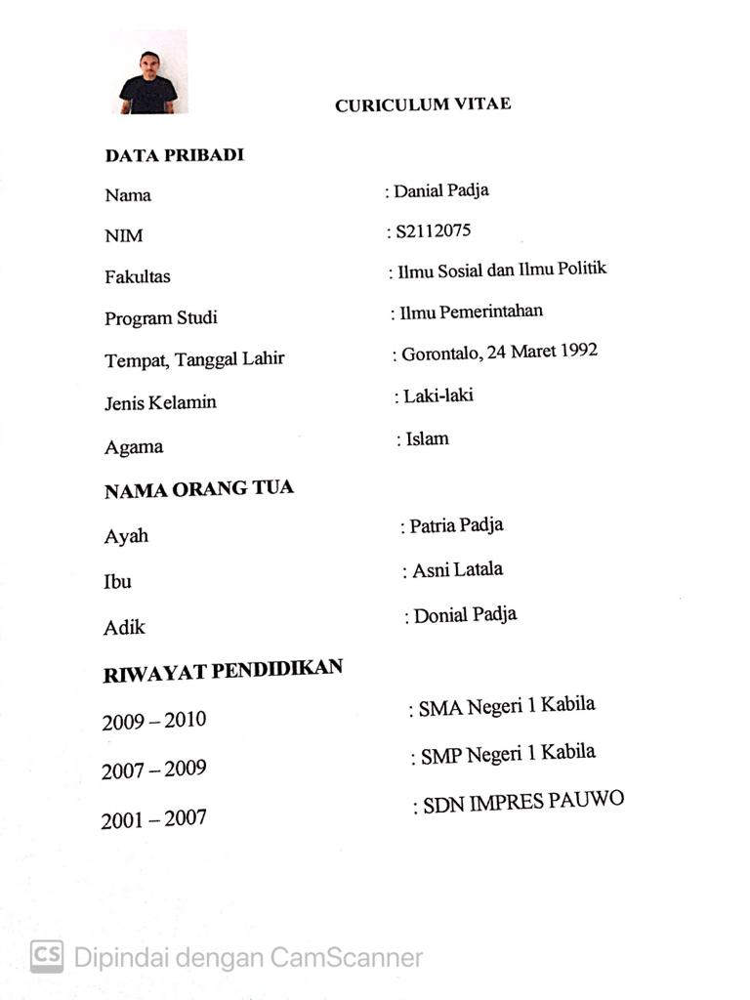 CURICULUM VITAE
DATA PRIBADI
Nama : Danial Padja
NIM : S2112075
Fakultas : Ilmu Sosial dan Ilmu Politik
Program Studi : Ilmu Pemerintahan
Tempat, Tanggal Lahir : Gorontalo, 24 Maret 1992
Jenis Kelamin : Laki-laki
Agama : Islam
NAMA ORANG TUA
Ayah : Patria Padja
Ibu : Asni Latala
Adik : Donial Padja
RIWAYAT PENDIDIKAN
2009 – 2010 : SMA Negeri 1 Kabila
2007 – 2009 : SMP Negeri 1 Kabila
2001 – 2007 : SDN IMPRES PAUWO
CS Dipindai dengan CamScanner